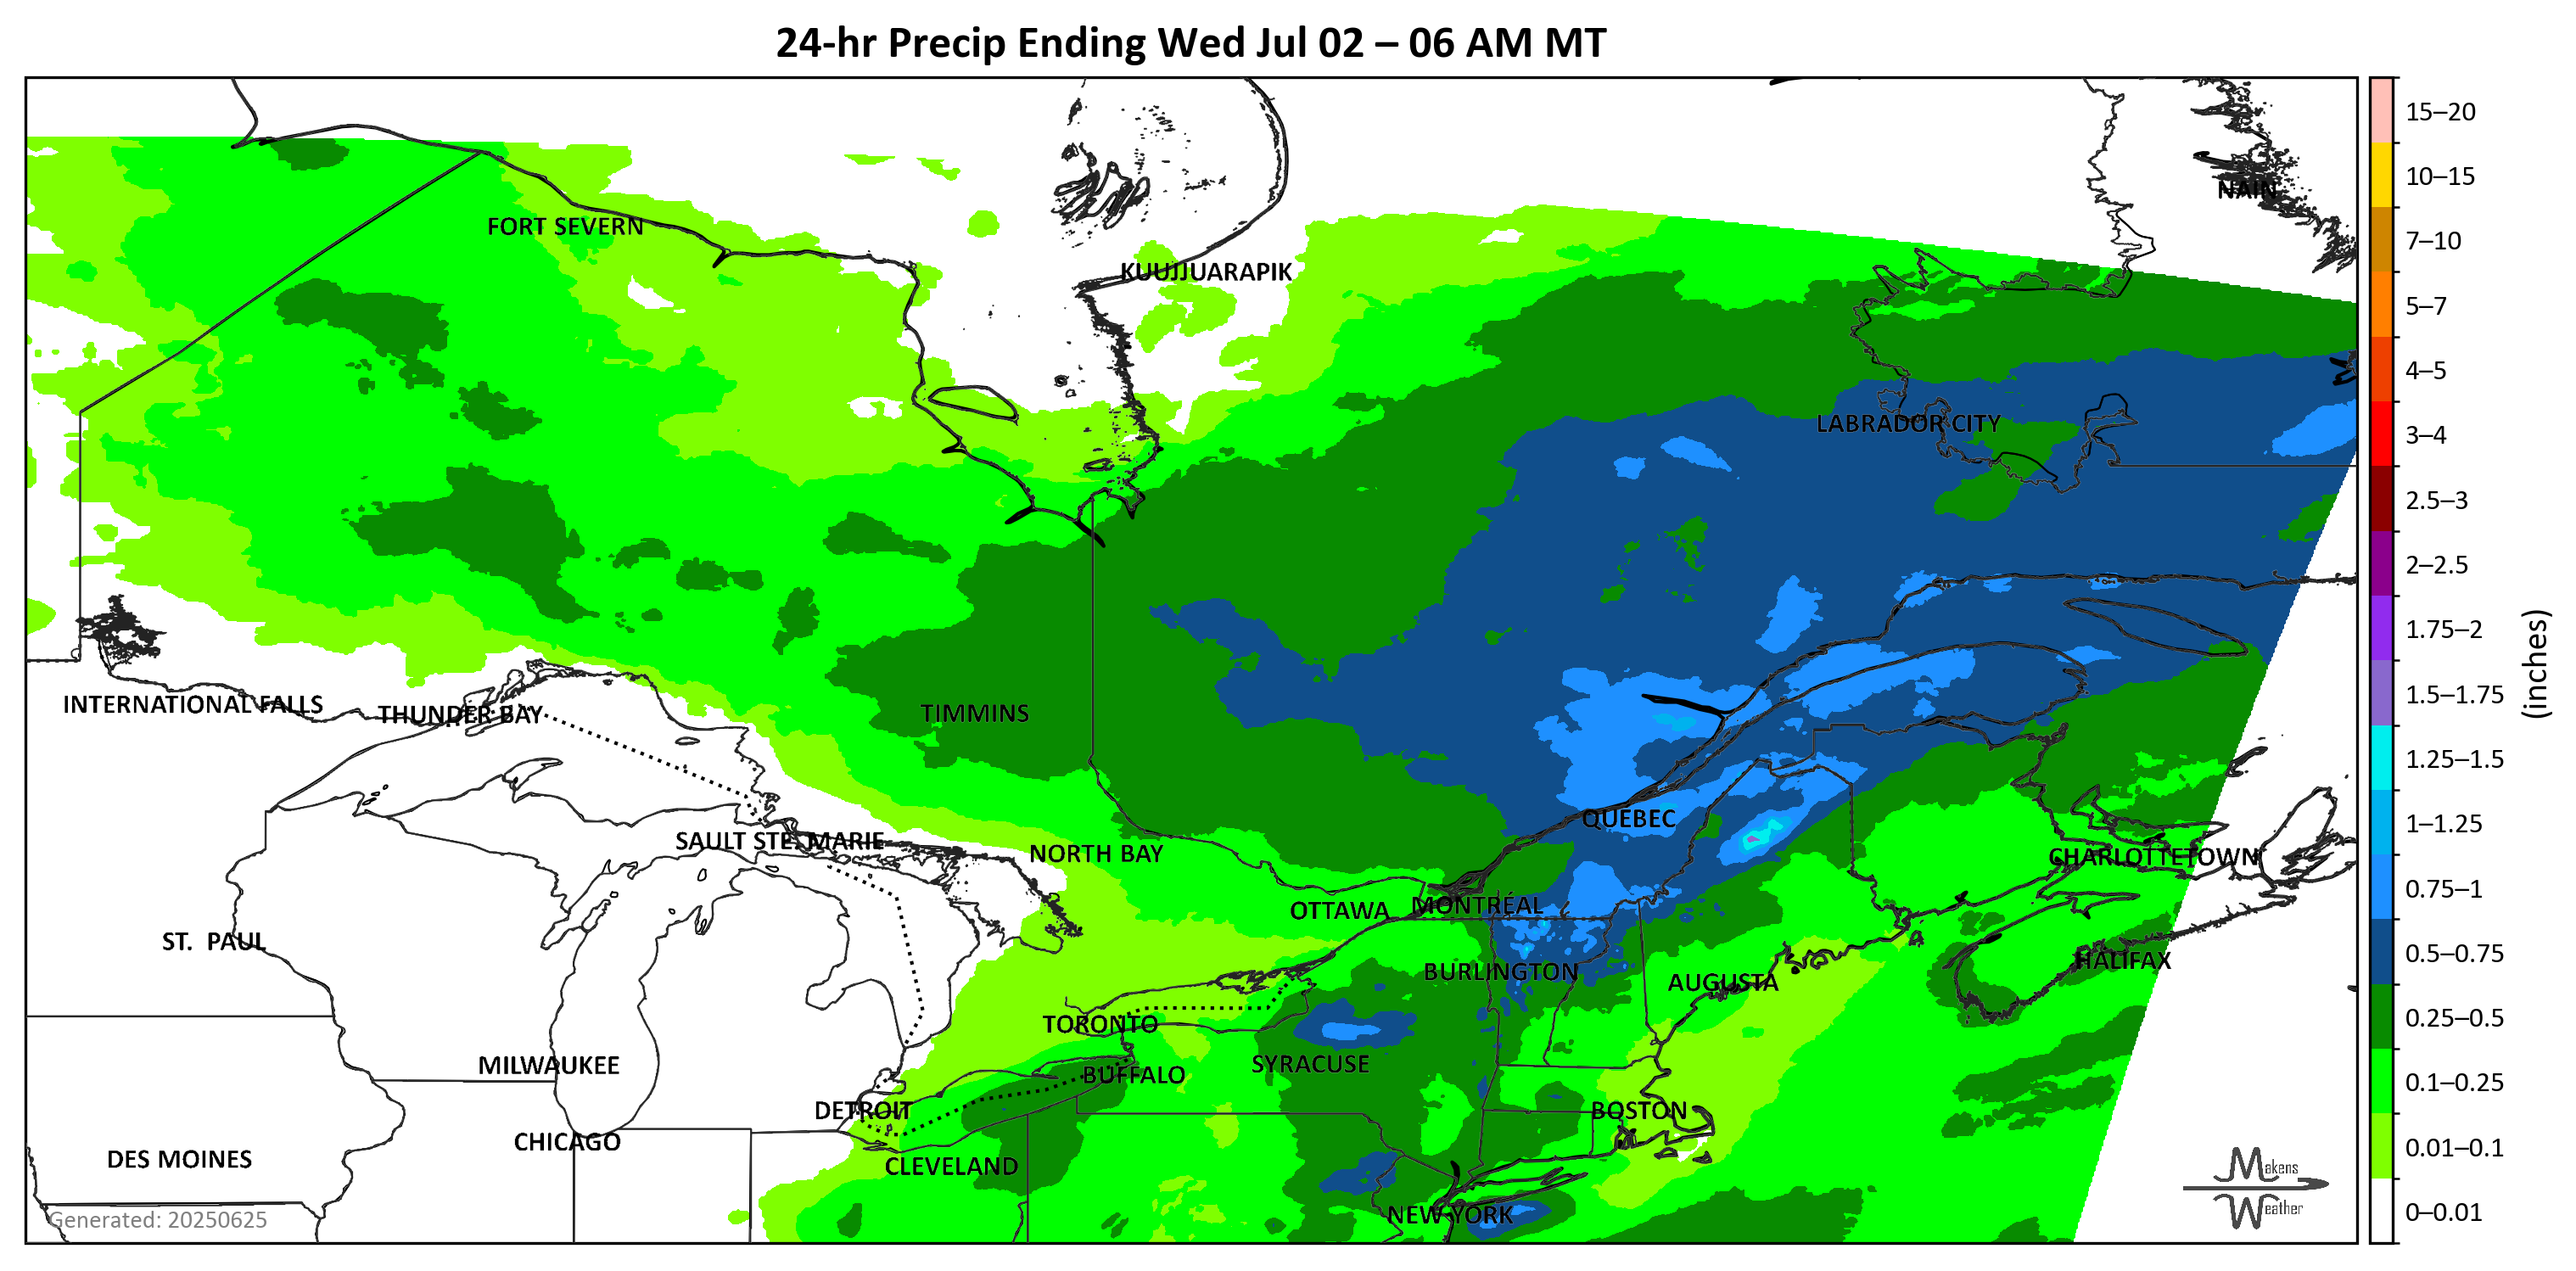 24-hr Precip Ending Wed Jul 02 – 06 AM MT
NAIN
FORT SEVERN
KUUJJUARAPIK
LABRADOR CITY
INTERNATIONAL FALLS
THUNDER BAY
TIMMINS
QUEBEC
SAULT STE. MARIE
NORTH BAY
CHARLOTTETOWN
OTTAWA
MONTRÉAL
ST. PAUL
HALIFAX
BURLINGTON
AUGUSTA
TORONTO
SYRACUSE
MILWAUKEE
BUFFALO
DETROIT
BOSTON
CHICAGO
DES MOINES
CLEVELAND
NEW YORK
Generated: 20250625
Makens
Weather
15–20
10–15
7–10
5–7
4–5
3–4
2.5–3
2–2.5
1.75–2
1.5–1.75
1.25–1.5
1–1.25
0.75–1
0.5–0.75
0.25–0.5
0.1–0.25
0.01–0.1
0–0.01
(inches)